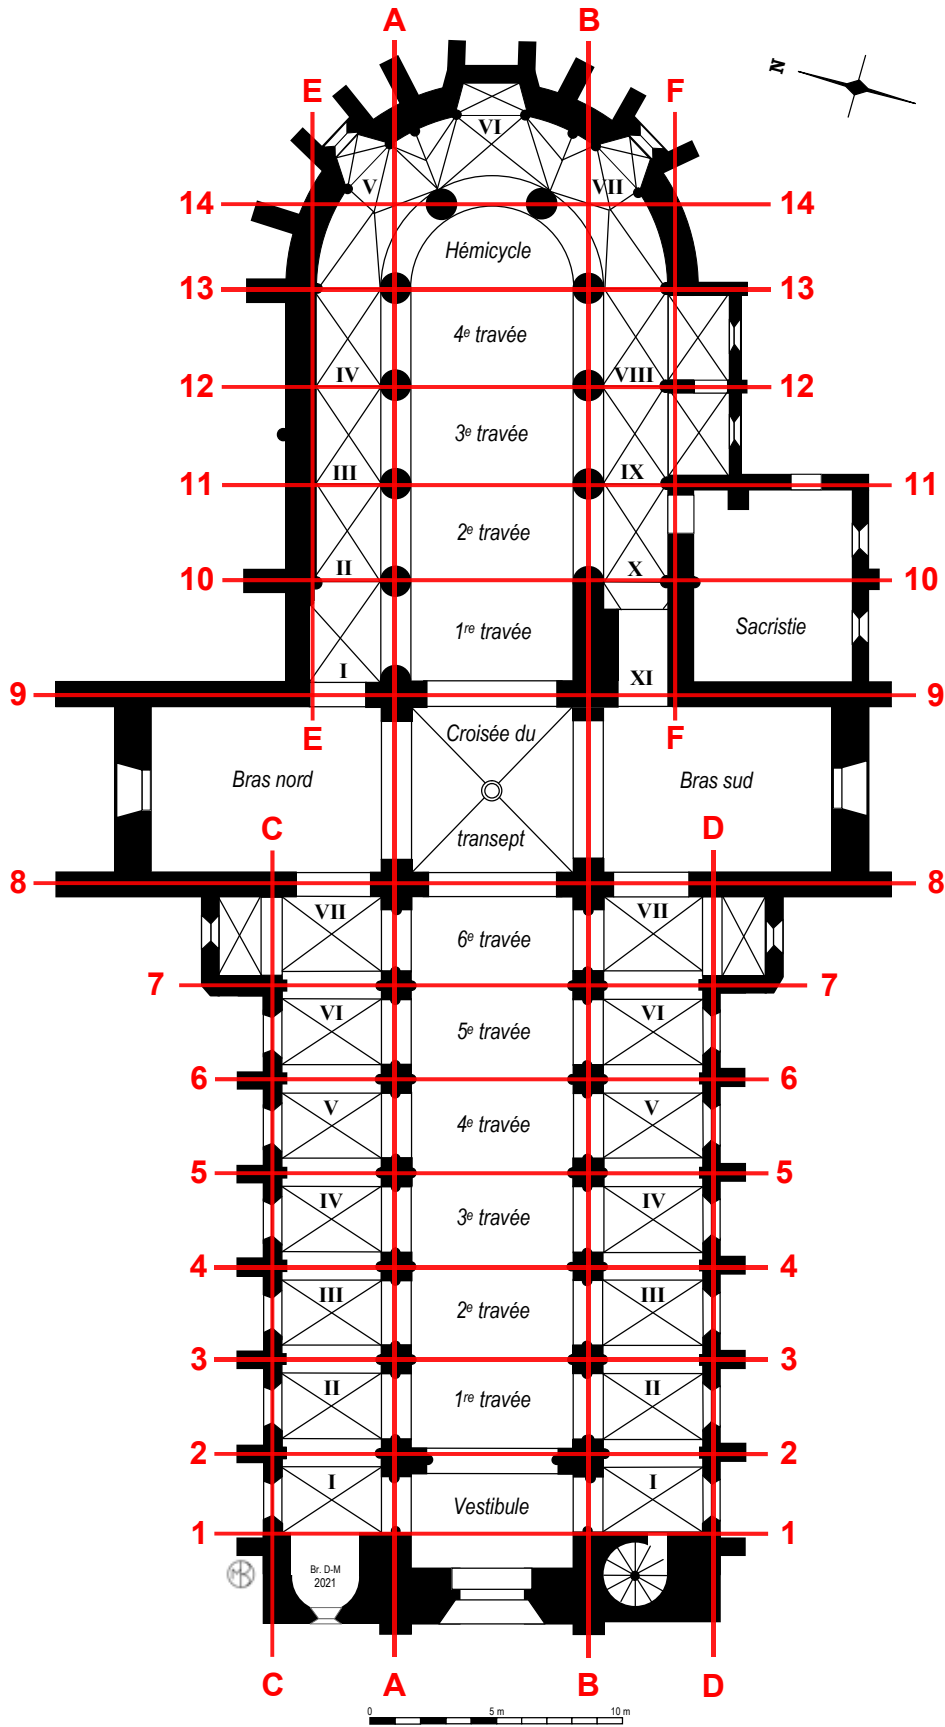 A B
E F
N
VI
V VII
14 14
Hémicycle
13 13
4e travée
IV VIII
12 12
3e travée
III IX
11 11
2e travée
II X
10 10
1re travée
Sacristie
I XI
9 9
E F
Croisée du
Bras nord Bras sud
C transept D
8 8
VII VII
6e travée
7 7
VI VI
5e travée
6 6
V V
4e travée
5 5
IV IV
3e travée
4 4
III III
2e travée
3 3
II II
1re travée
2 2
I I
Vestibule
1 1
Br. D-M
2021
C A B D
0 5 m 10 m